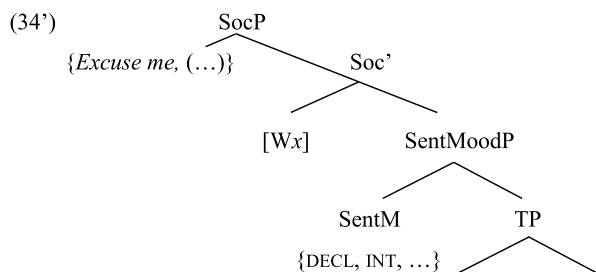 (34’) SocP
{Excuse me, (…)} Soc’
[Wx] SentMoodP
SentM TP
{DECL, INT, …}